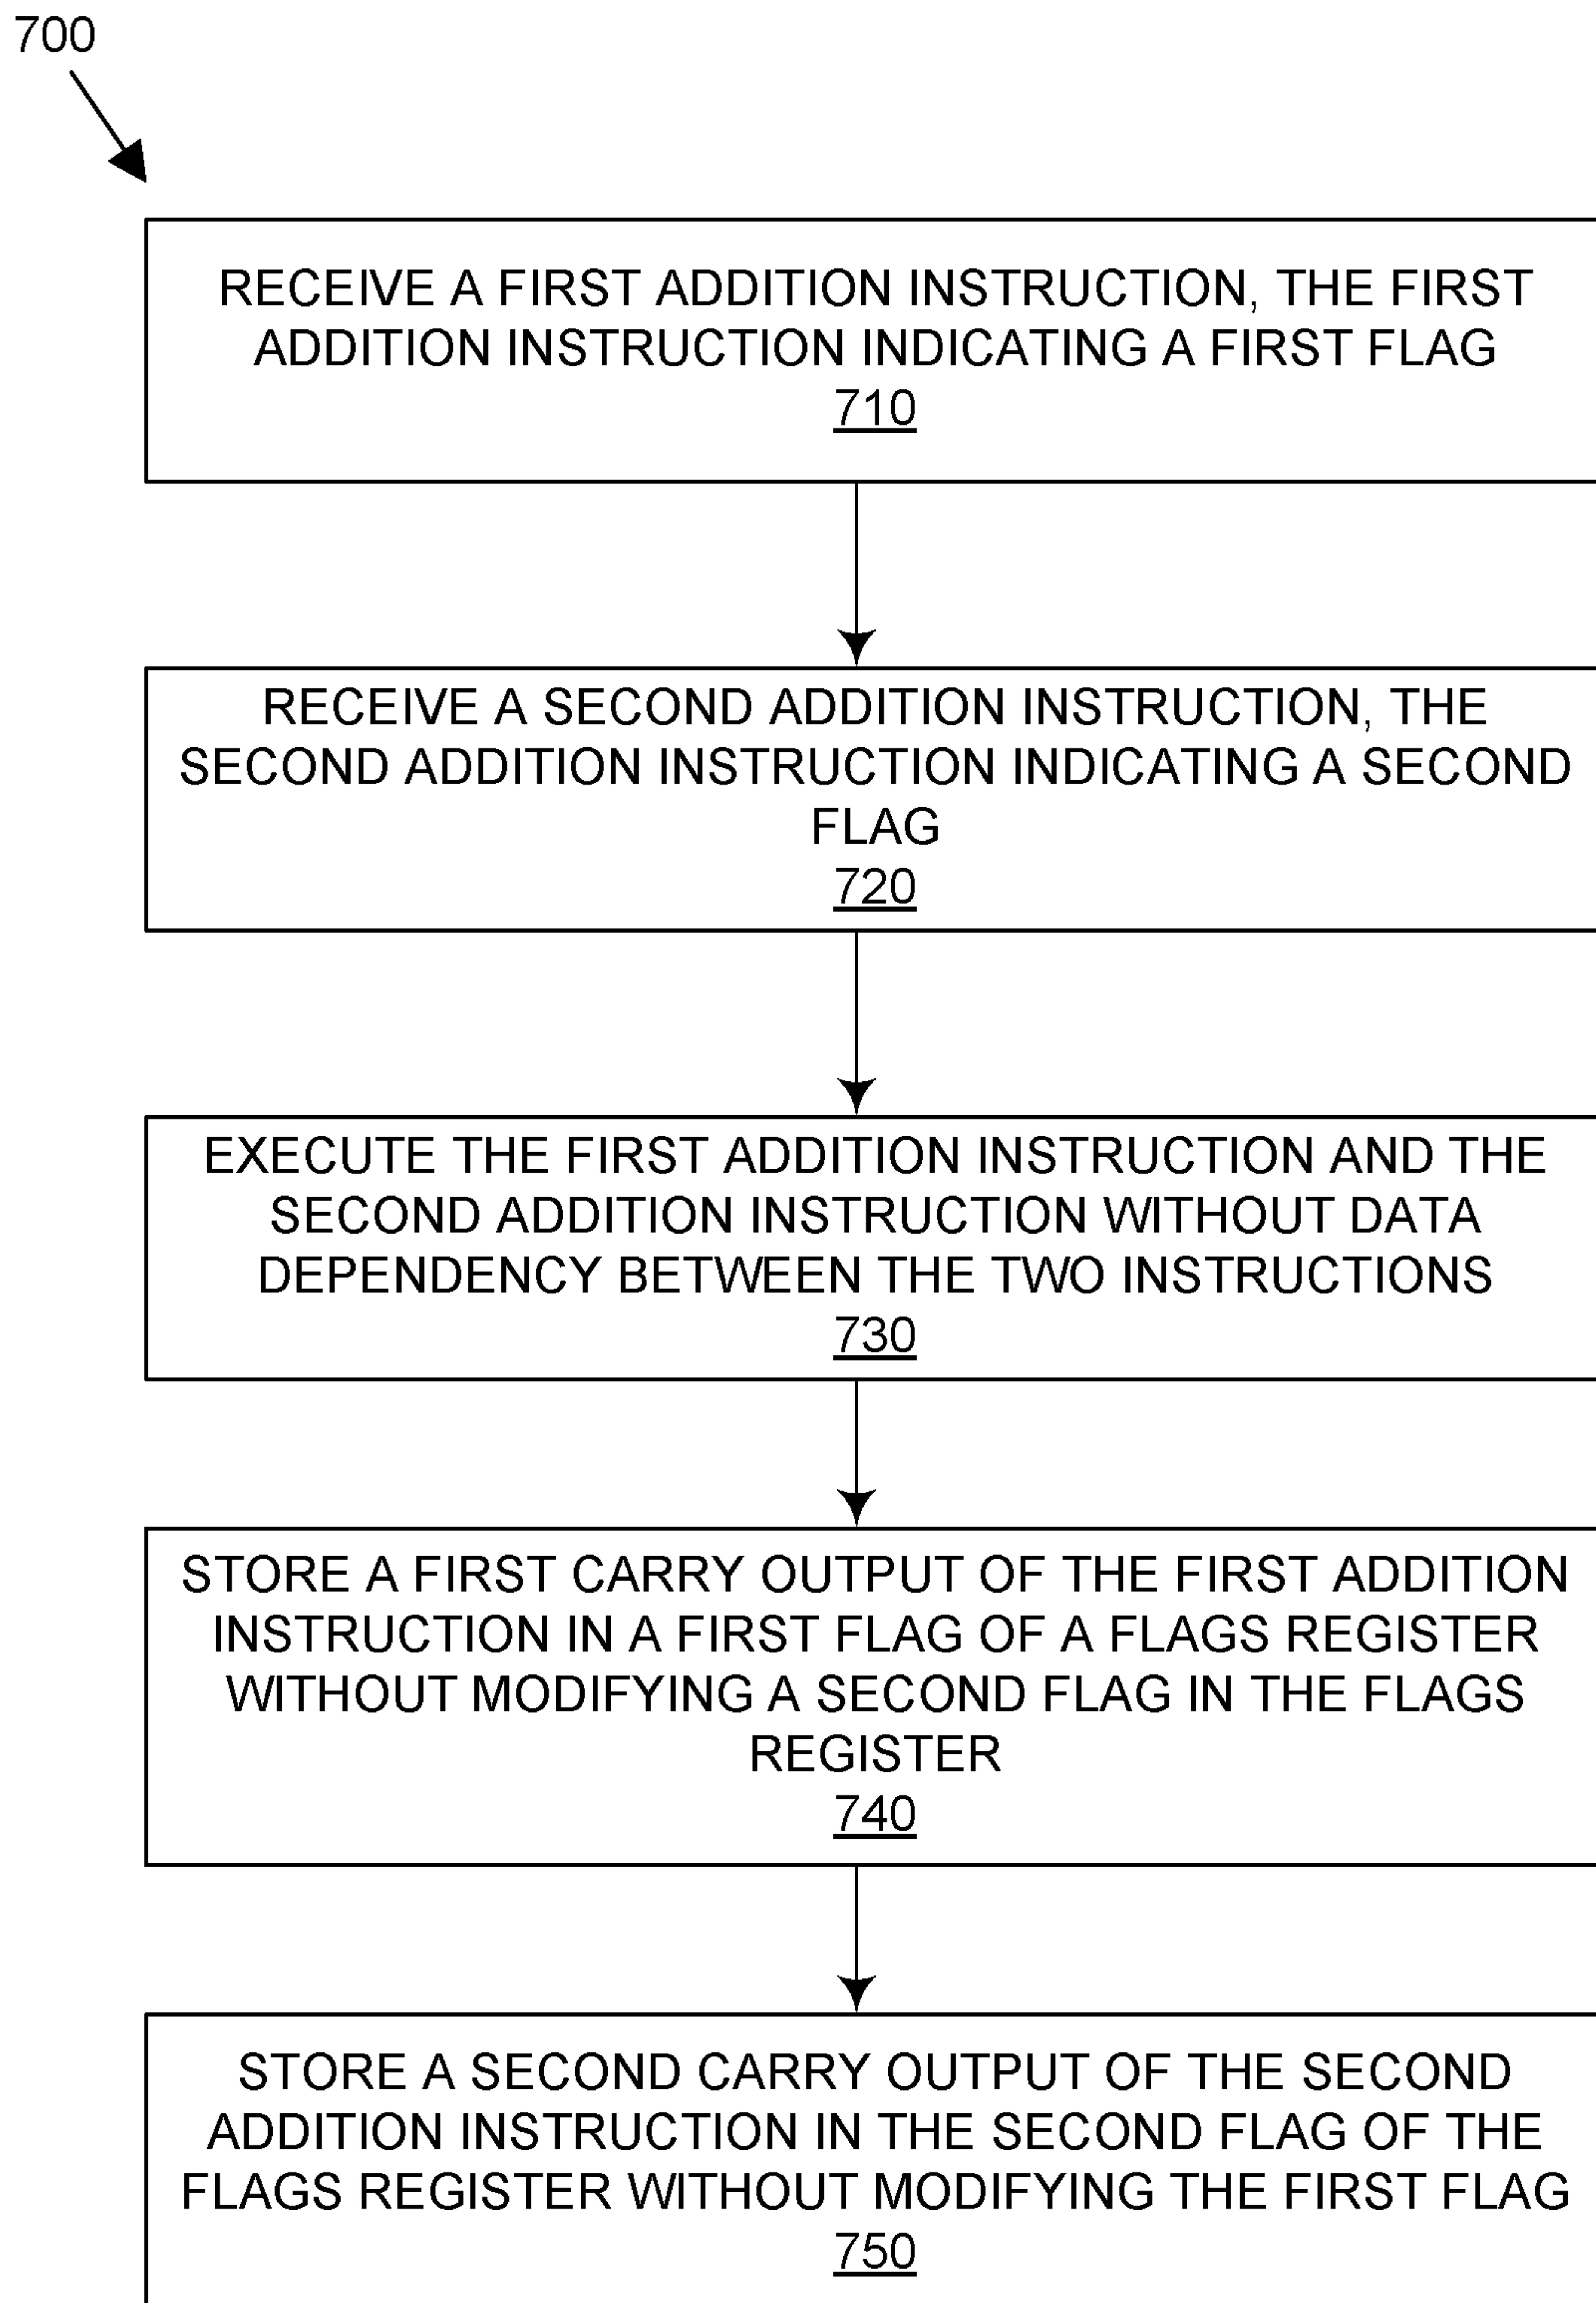 700
RECEIVE A FIRST ADDITION INSTRUCTION, THE FIRST
ADDITION INSTRUCTION INDICATING A FIRST FLAG
710
RECEIVE A SECOND ADDITION INSTRUCTION, THE
SECOND ADDITION INSTRUCTION INDICATING A SECOND
FLAG
720
EXECUTE THE FIRST ADDITION INSTRUCTION AND THE
SECOND ADDITION INSTRUCTION WITHOUT DATA
DEPENDENCY BETWEEN THE TWO INSTRUCTIONS
730
STORE A FIRST CARRY OUTPUT OF THE FIRST ADDITION
INSTRUCTION IN A FIRST FLAG OF A FLAGS REGISTER
WITHOUT MODIFYING A SECOND FLAG IN THE FLAGS
REGISTER
740
STORE A SECOND CARRY OUTPUT OF THE SECOND
ADDITION INSTRUCTION IN THE SECOND FLAG OF THE
FLAGS REGISTER WITHOUT MODIFYING THE FIRST FLAG
750